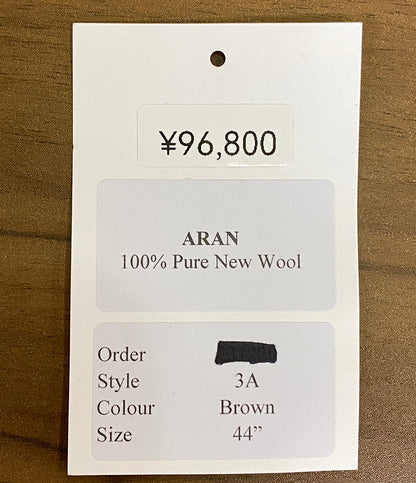 ¥96,800
ARAN
100% Pure New Wool
Order
Style 3A
Colour Brown
Size 44”